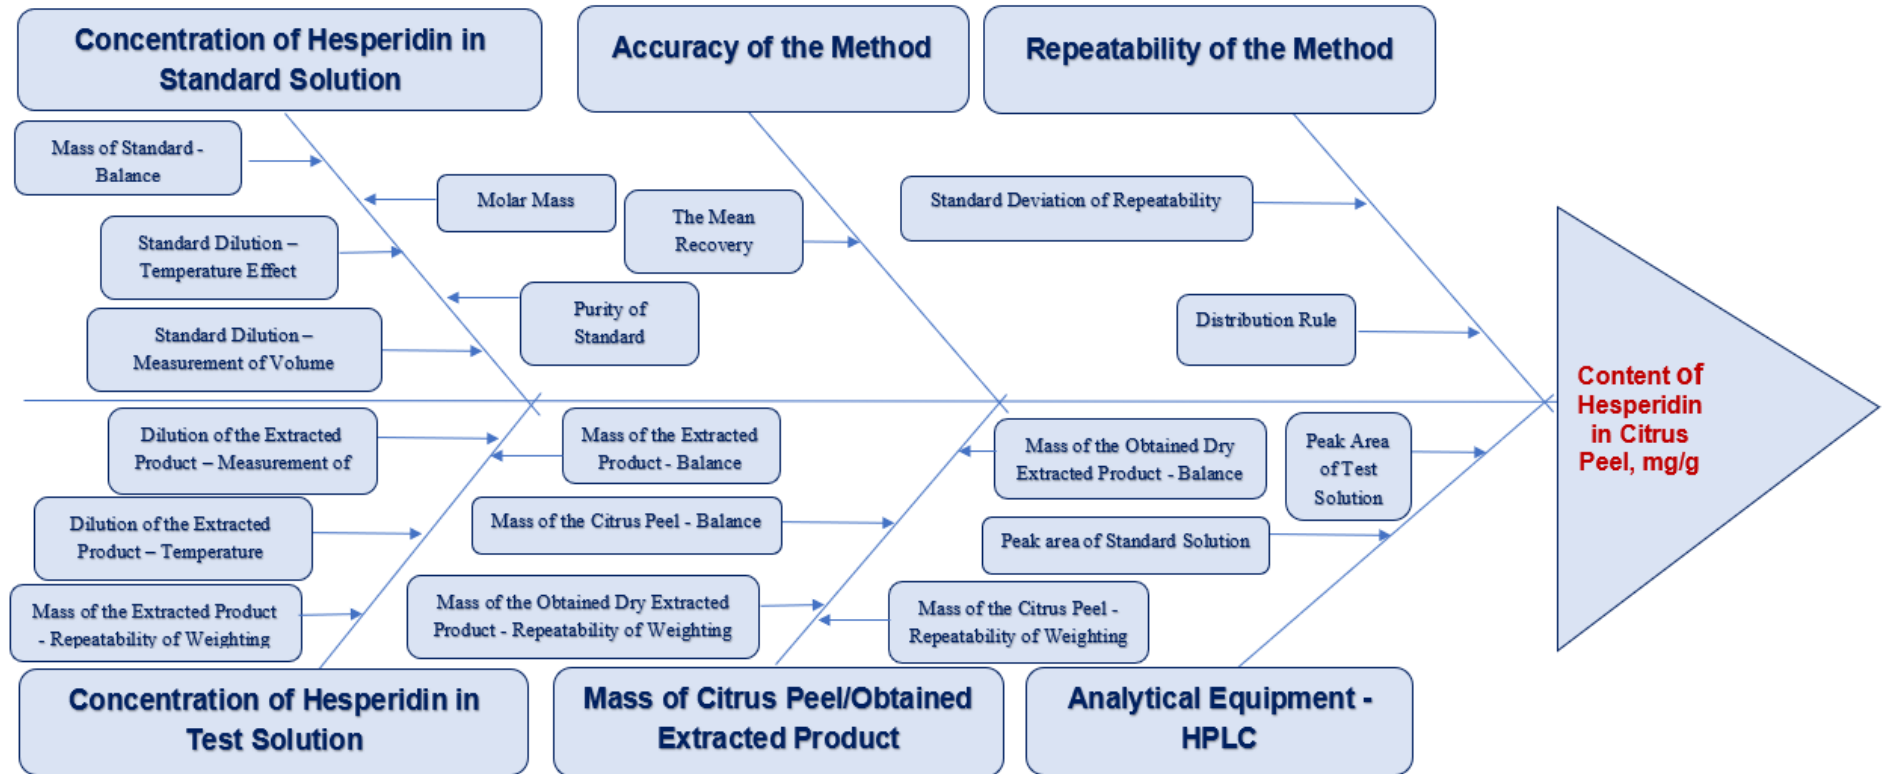 Concentration of Hesperidin in
Standard Solution
Accuracy of the Method
Repeatability of the Method
Mass of Standard -
Balance
Molar Mass
The Mean
Recovery
Standard Deviation of Repeatability
Standard Dilution –
Temperature Effect
Purity of
Standard
Distribution Rule
Standard Dilution –
Measurement of Volume
Content of
Hesperidin
in Citrus
Peel, mg/g
Dilution of the Extracted
Product – Measurement of
Mass of the Extracted
Product - Balance
Mass of the Obtained Dry
Extracted Product - Balance
Peak Area
of Test
Solution
Dilution of the Extracted
Product – Temperature
Mass of the Citrus Peel - Balance
Peak area of Standard Solution
Mass of the Extracted Product
- Repeatability of Weighting
Mass of the Obtained Dry Extracted
Product - Repeatability of Weighting
Mass of the Citrus Peel -
Repeatability of Weighting
Concentration of Hesperidin in
Test Solution
Mass of Citrus Peel/Obtained
Extracted Product
Analytical Equipment -
HPLC